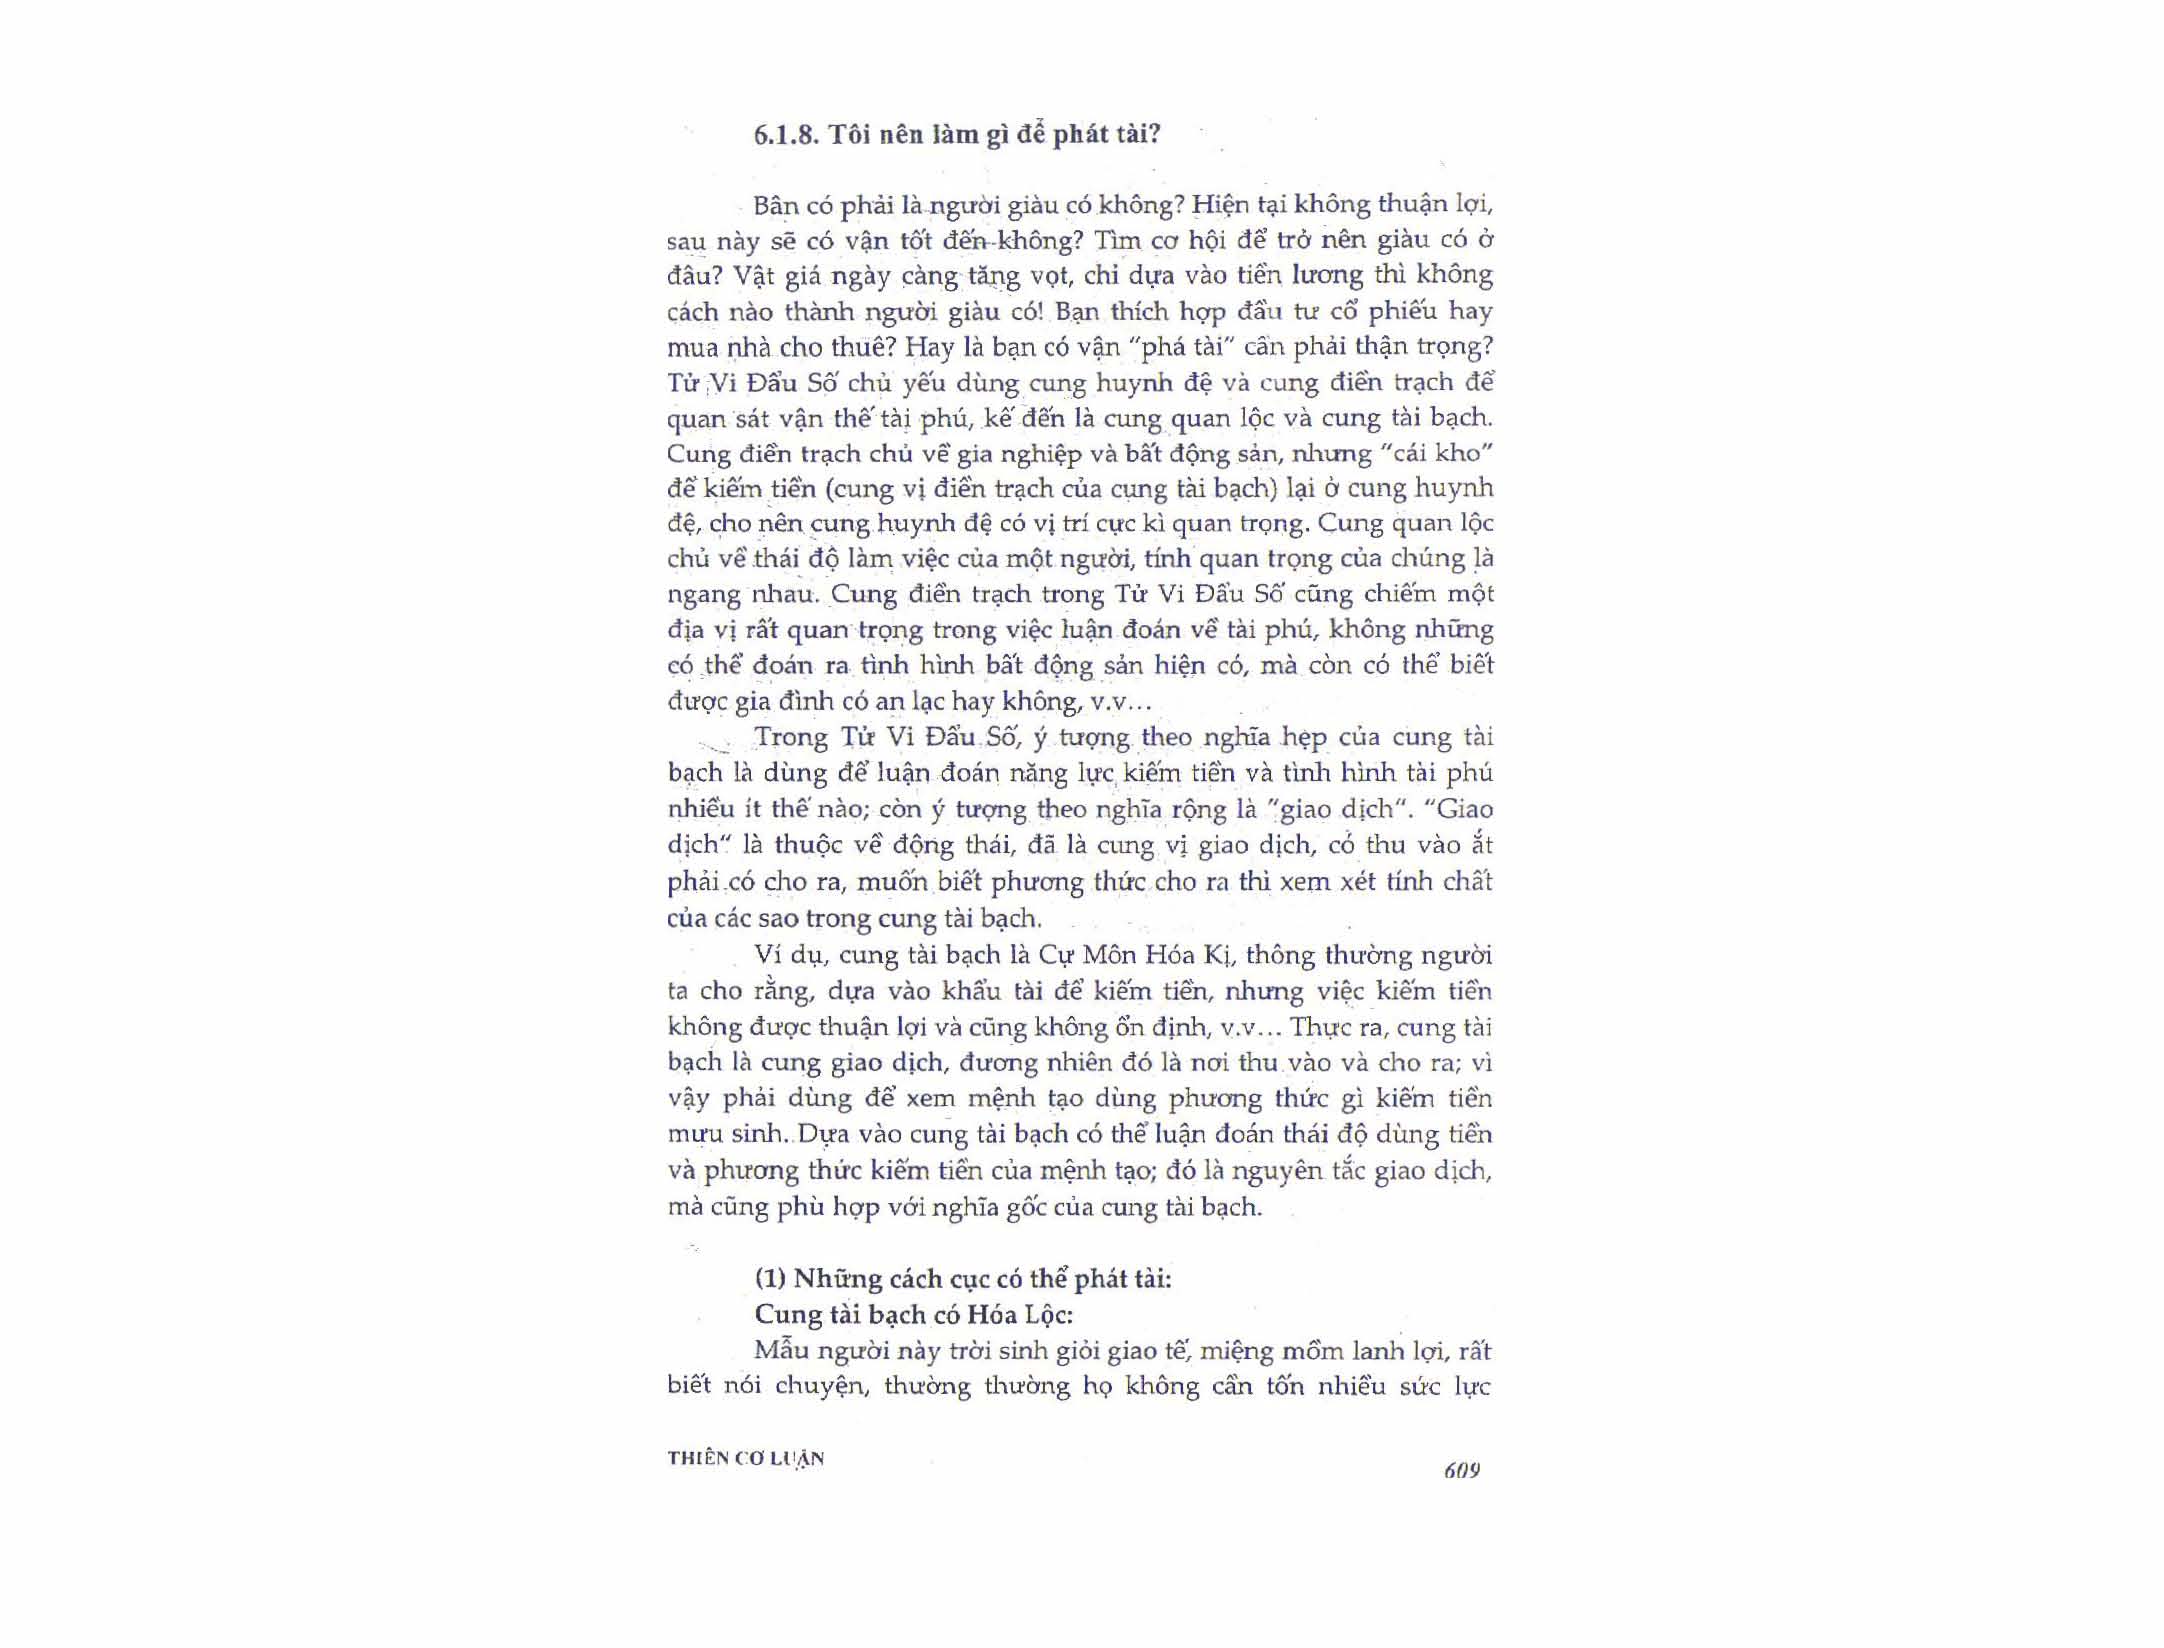 6.1.8. Tôi nên làm gì để phát tài?
Bận có phải là người giàu có không? Hiện tại không thuận lợi,
sau này sẽ có vận tốt đến không? Tìm cơ hội để trở nên giàu có ở
đâu? Vật giá ngày càng tăng vọt, chỉ dựa vào tiền lương thì không
cách nào thành người giàu có! Bạn thích hợp đầu tư cổ phiếu hay
mua nhà cho thuê? Hay là bạn có vận "phá tài" cần phải thận trọng?
Tử Vi Đẩu Số chủ yếu dùng cung huynh đệ và cung điền trạch để
quan sát vận thế tài phú, kế đến là cung quan lộc và cung tài bạch.
Cung điền trạch chủ về gia nghiệp và bất động sản, nhưng "cái kho"
để kiếm tiền (cung vị điền trạch của cung tài bạch) lại ở cung huynh
đệ, cho nên cung huynh đệ có vị trí cực kì quan trọng. Cung quan lộc
chủ về thái độ làm việc của một người, tính quan trọng của chúng là
ngang nhau. Cung điền trạch trong Tử Vi Đẩu Số cũng chiếm một
địa vị rất quan trọng trong việc luận đoán về tài phú, không những
có thể đoán ra tình hình bất động sản hiện có, mà còn có thể biết
được gia đình có an lạc hay không, v.v...
Trong Tử Vi Đẩu Số, ý tượng theo nghĩa hẹp của cung tài
bạch là dùng để luận đoán năng lực kiếm tiền và tình hình tài phú
nhiều ít thế nào; còn ý tượng theo nghĩa rộng là "giao dịch". "Giao
dịch" là thuộc về động thái, đã là cung vị giao dịch, có thu vào ắt
phải có cho ra, muốn biết phương thức cho ra thì xem xét tính chất
của các sao trong cung tài bạch.
Ví dụ, cung tài bạch là Cự Môn Hóa Kị, thông thường người
ta cho rằng, dựa vào khẩu tài để kiếm tiền, nhưng việc kiếm tiền
không được thuận lợi và cũng không ổn định, v.v... Thực ra, cung tài
bạch là cung giao dịch, đương nhiên đó là nơi thu vào và cho ra; vì
vậy phải dùng để xem mệnh tạo dùng phương thức gì kiếm tiền
mưu sinh. Dựa vào cung tài bạch có thể luận đoán thái độ dùng tiền
và phương thức kiếm tiền của mệnh tạo; đó là nguyên tắc giao dịch,
mà cũng phù hợp với nghĩa gốc của cung tài bạch.
(1) Những cách cục có thể phát tài:
Cung tài bạch có Hóa Lộc:
Mẫu người này trời sinh giỏi giao tế, miệng mồm lanh lợi, rất
biết nói chuyện, thường thường họ không cần tốn nhiều sức lực
THIÊN CƠ LUẬN
609